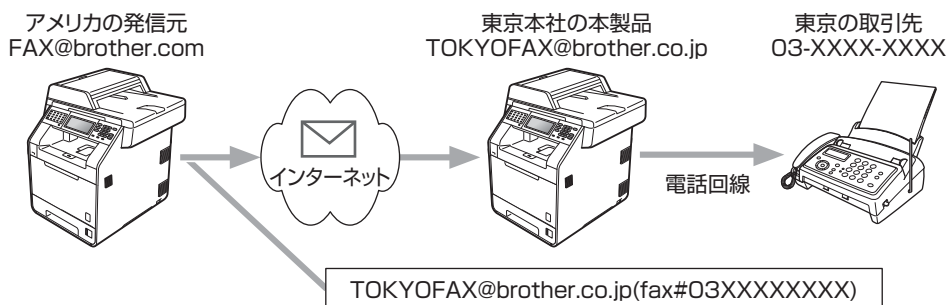 アメリカの発信元
FAX@brother.com
東京本社の本製品
TOKYOFAX@brother.co.jp
東京の取引先
03-XXXX-XXXX
インターネット
電話回線
TOKYOFAX@brother.co.jp(fax#03XXXXXXXX)